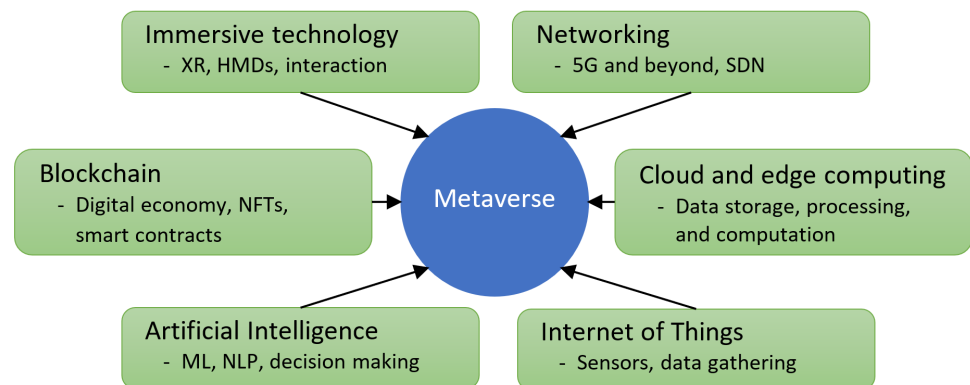 Immersive technology
- XR, HMDs, interaction
Networking
- 5G and beyond, SDN
Blockchain
- Digital economy, NFTs,
smart contracts
Metaverse
Cloud and edge computing
- Data storage, processing,
and computation
Artificial Intelligence
- ML, NLP, decision making
Internet of Things
- Sensors, data gathering